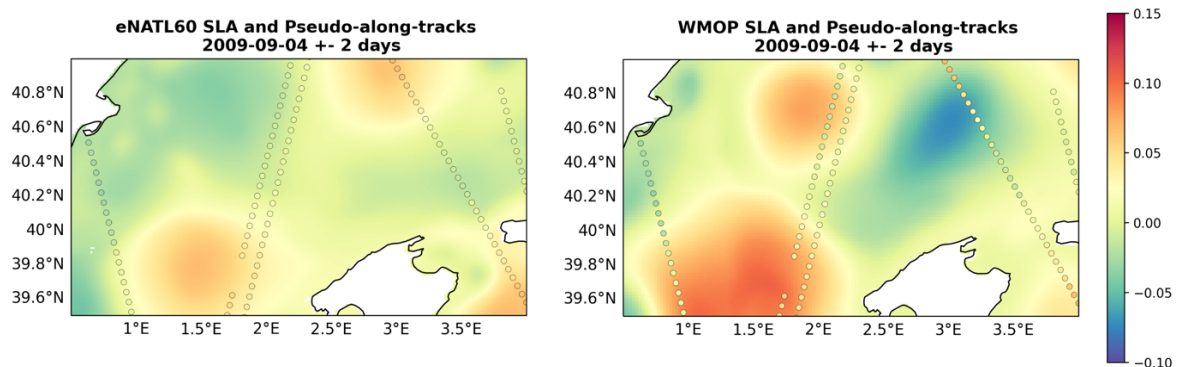 eNATL60 SLA and Pseudo-along-tracks
2009-09-04 +- 2 days
40.8°N
40.6°N
40.4°N
40.2°N
40°N
39.8°N
39.6°N
1°E
1.5°E
2°E
2.5°E
3°E
3.5°E
WMOP SLA and Pseudo-along-tracks
2009-09-04 +- 2 days
40.8°N
40.6°N
40.4°N
40.2°N
40°N
39.8°N
39.6°N
1°E
1.5°E
2°E
2.5°E
3°E
3.5°E
0.15
0.10
0.05
0.00
−0.05
−0.10